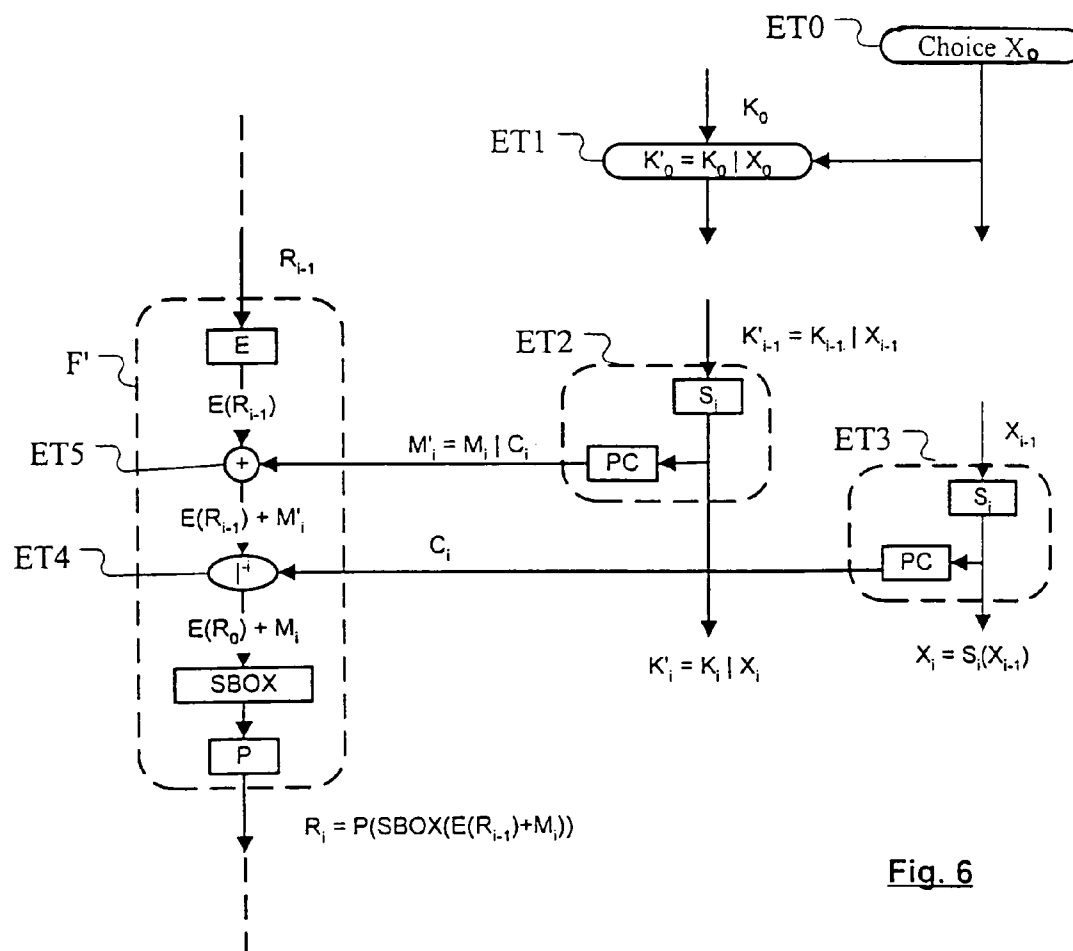 ET0
Choice X₀
K₀
ET1
K'₀ = K₀ | X₀
Rᵢ₋₁
K'ᵢ₋₁ = Kᵢ₋₁ | Xᵢ₋₁
ET2
F'
E
Sᵢ
E(Rᵢ₋₁)
Xᵢ₋₁
ET3
M'ᵢ = Mᵢ | Cᵢ
PC
ET5
+
Sᵢ
E(Rᵢ₋₁) + M'ᵢ
Cᵢ
ET4
|⁻ⁱ
PC
E(R₀) + Mᵢ
K'ᵢ = Kᵢ | Xᵢ
Xᵢ = Sᵢ(Xᵢ₋₁)
SBOX
P
Rᵢ = P(SBOX(E(Rᵢ₋₁)+Mᵢ))
Fig. 6